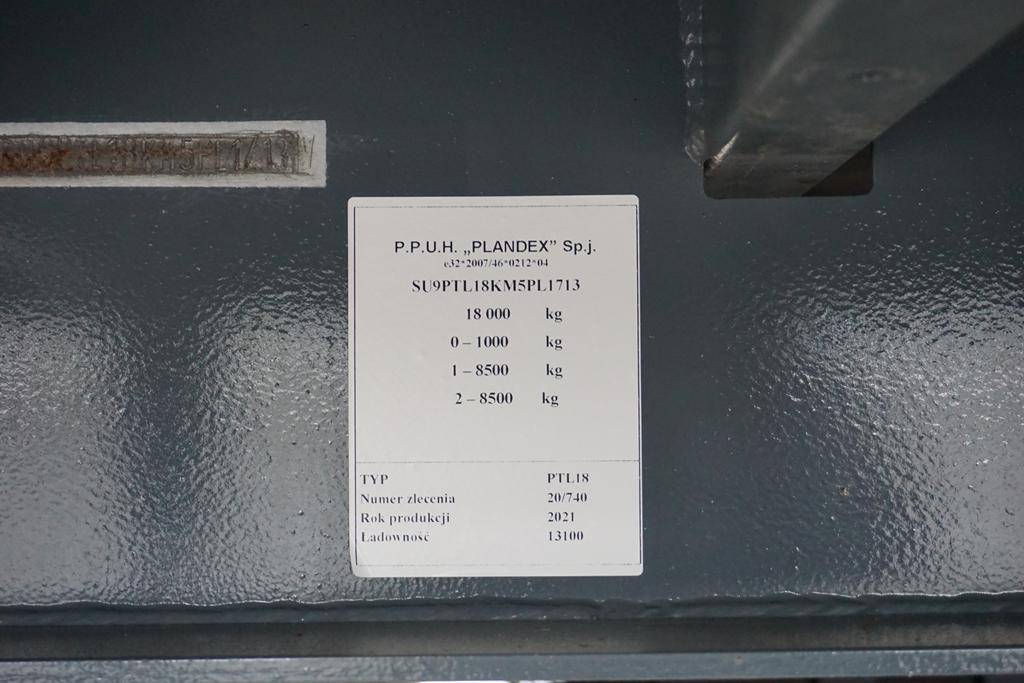 P.P.U.H. „PLANDEX” Sp.j.
e32*2007/46*0212*04
SU9PTL18KM5PL1713
18 000 kg
0 – 1000 kg
1 – 8500 kg
2 – 8500 kg
TYP PTL18
Numer zlecenia 20/740
Rok produkcji 2021
Ładowność 13100